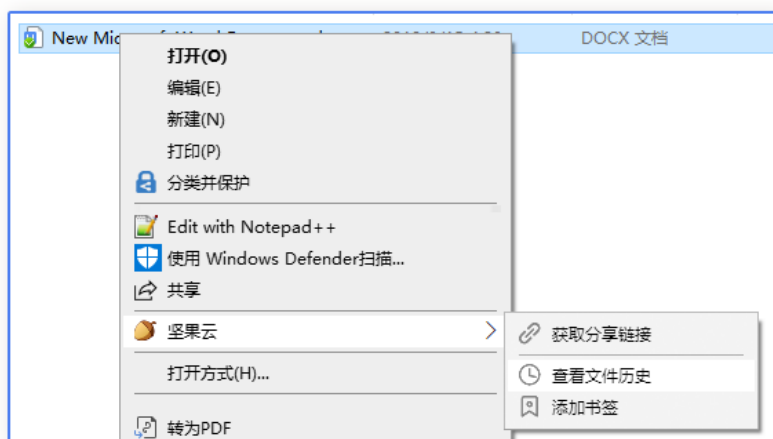 New Mic DOCX 文档
打开(O)
编辑(E)
新建(N)
打印(P)
分类并保护
Edit with Notepad++
使用 Windows Defender扫描...
共享
坚果云
获取分享链接
打开方式(H)...
查看文件历史
添加书签
转为PDF